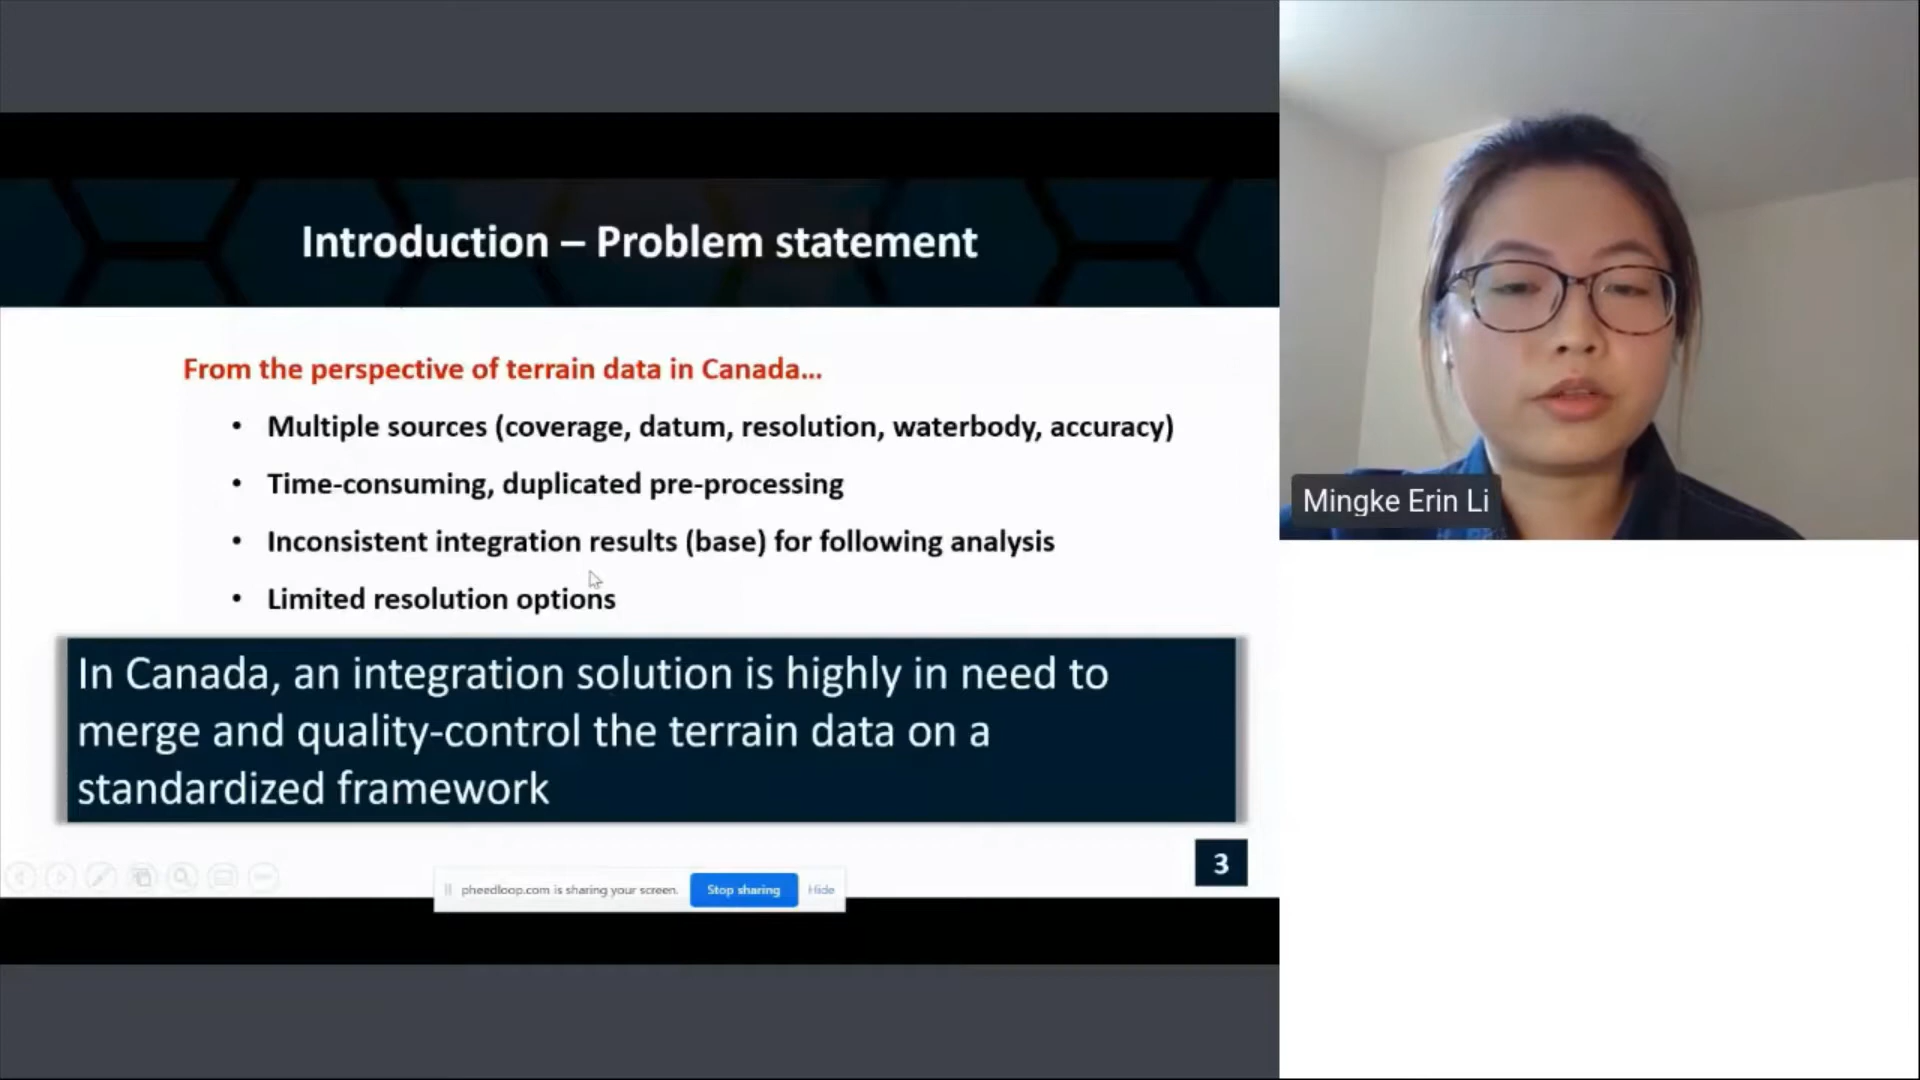 Introduction – Problem statement
From the perspective of terrain data in Canada...
• Multiple sources (coverage, datum, resolution, waterbody, accuracy)
• Time-consuming, duplicated pre-processing
• Inconsistent integration results (base) for following analysis
• Limited resolution options
In Canada, an integration solution is highly in need to
merge and quality-control the terrain data on a
standardized framework
3
pheedloop.com is sharing your screen. Stop sharing Hide
Mingke Erin Li